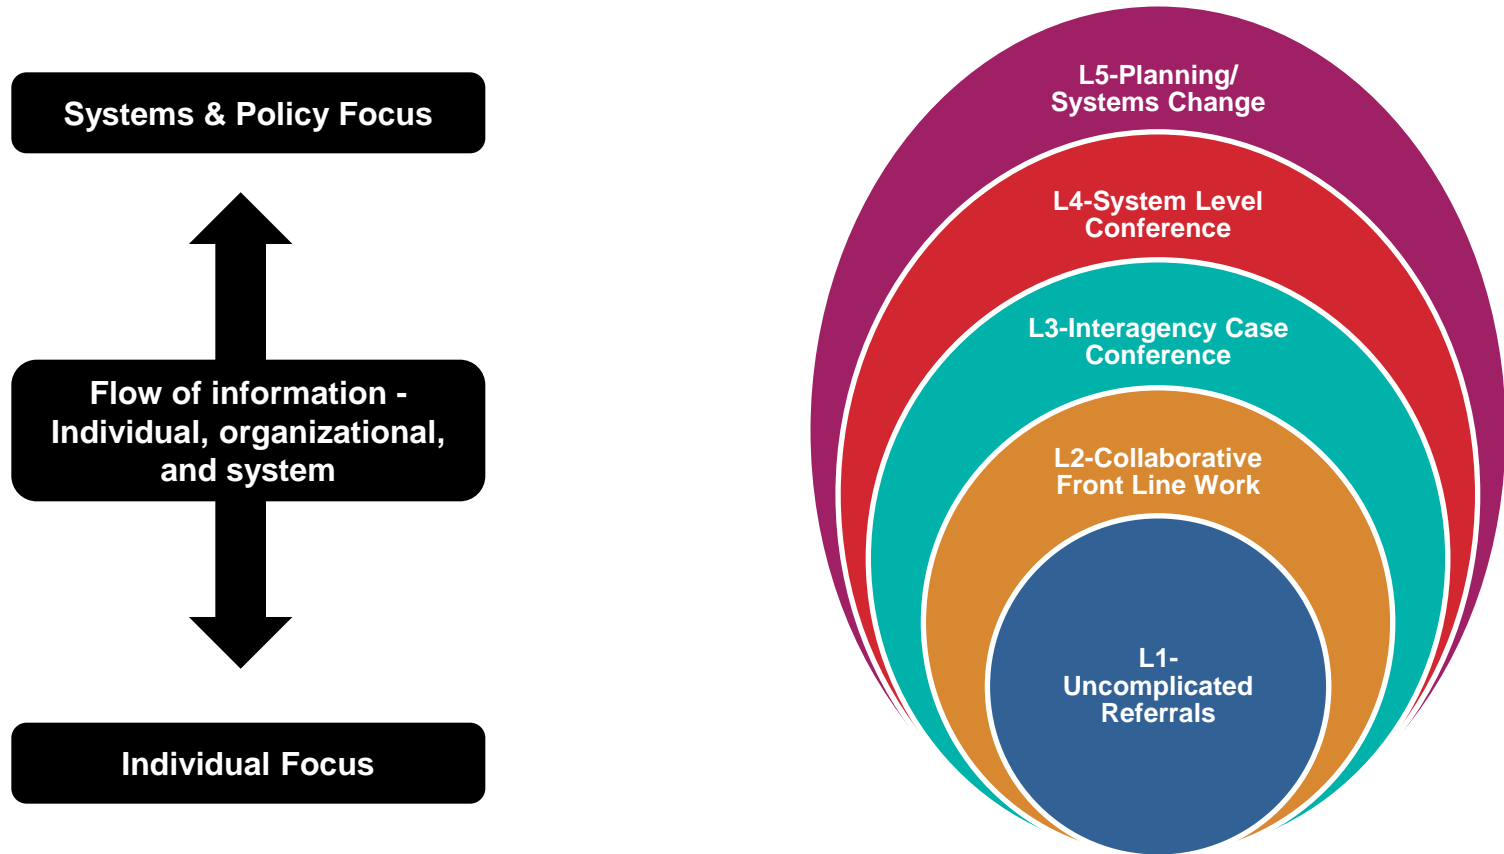 Systems & Policy Focus
Flow of information -
Individual, organizational,
and system
Individual Focus
L5-Planning/
Systems Change
L4-System Level
Conference
L3-Interagency Case
Conference
L2-Collaborative
Front Line Work
L1-
Uncomplicated
Referrals